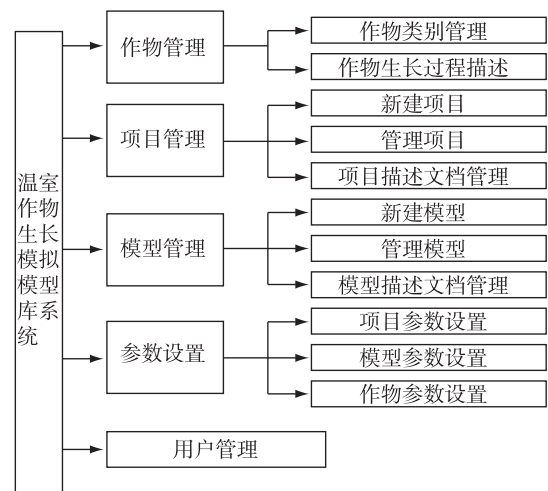 温室
作物
生长
模拟
模型
库系
统
作物管理
作物类别管理
作物生长过程描述
项目管理
新建项目
管理项目
项目描述文档管理
模型管理
新建模型
管理模型
模型描述文档管理
参数设置
项目参数设置
模型参数设置
作物参数设置
用户管理